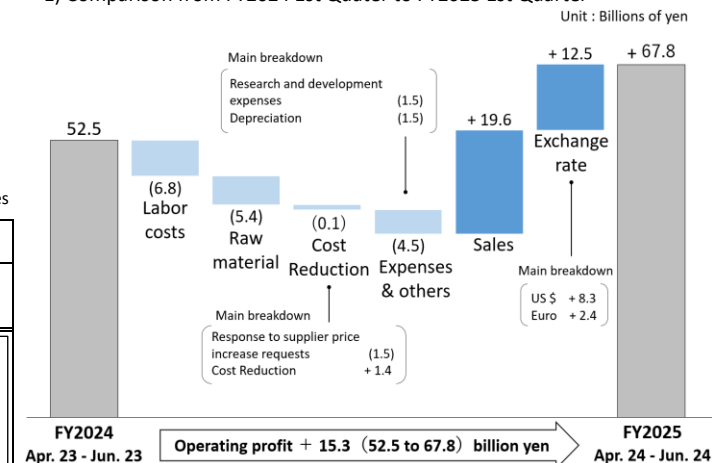 Unit : Billions of yen
52.5
(6.8)
Labor
costs
(5.4)
Raw
material
(0.1)
Cost
Reduction
(4.5)
Expenses
& others
+ 19.6
Sales
+ 12.5
Exchange
rate
+ 67.8
Main breakdown
Research and development
expenses (1.5)
Depreciation (1.5)
Main breakdown
Response to supplier price
increase requests (1.5)
Cost Reduction + 1.4
Main breakdown
US $ + 8.3
Euro + 2.4
FY2024
Apr. 23 - Jun. 23
Operating profit + 15.3 (52.5 to 67.8) billion yen
FY2025
Apr. 24 - Jun. 24